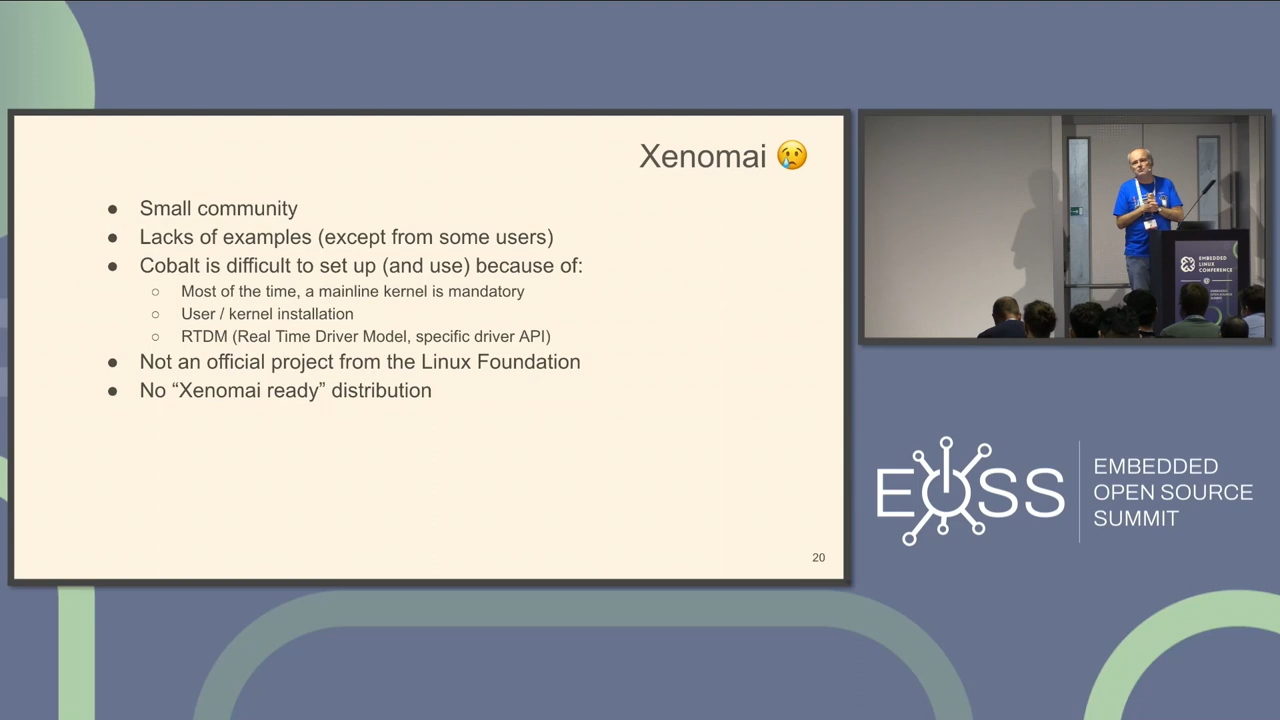 Xenomai 😢
● Small community
● Lacks of examples (except from some users)
● Cobalt is difficult to set up (and use) because of:
○ Most of the time, a mainline kernel is mandatory
○ User / kernel installation
○ RTDM (Real Time Driver Model, specific driver API)
● Not an official project from the Linux Foundation
● No “Xenomai ready” distribution
20
EMBEDDED
LINUX
CONFERENCE
EOSS
EMBEDDED
OPEN SOURCE
SUMMIT